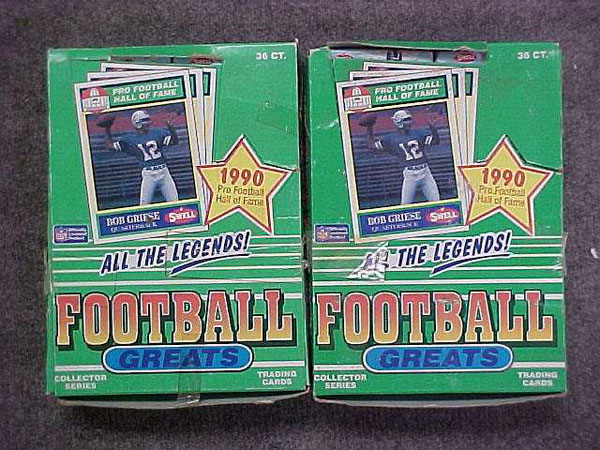 36 CT.
PRO FOOTBALL
HALL OF FAME
12
BOB GRIESE
QUARTERBACK
SWELL
1990
Pro Football
Hall of Fame
ALL THE LEGENDS!
FOOTBALL
GREATS
COLLECTOR
SERIES
TRADING
CARDS
36 CT.
PRO FOOTBALL
HALL OF FAME
12
BOB GRIESE
QUARTERBACK
SWELL
1990
Pro Football
Hall of Fame
THE LEGENDS!
FOOTBALL
GREATS
COLLECTOR
SERIES
TRADING
CARDS